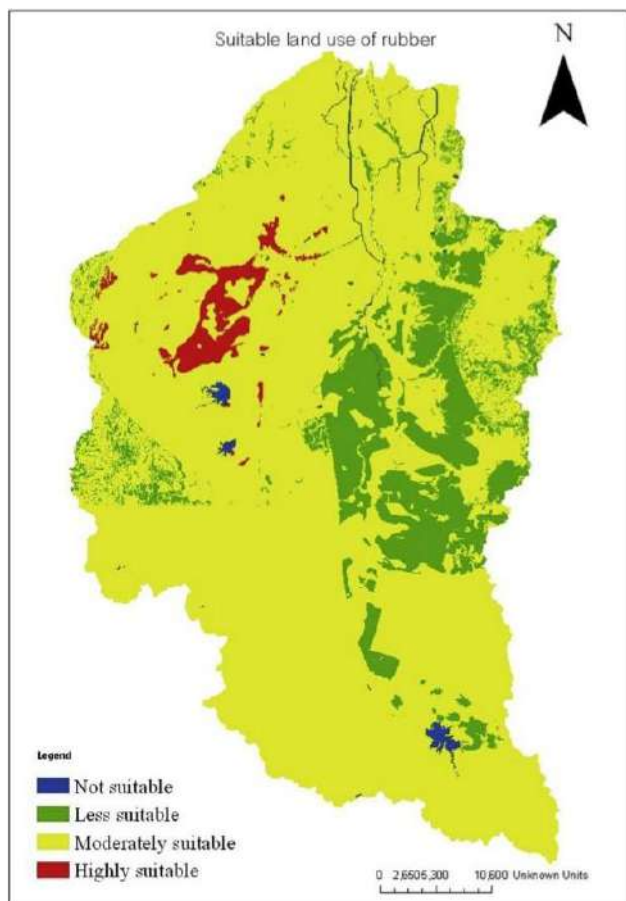 Suitable land use of rubber
N
Legend
Not suitable
Less suitable
Moderately suitable
Highly suitable
0 2,6505,300 10,600 Unknown Units